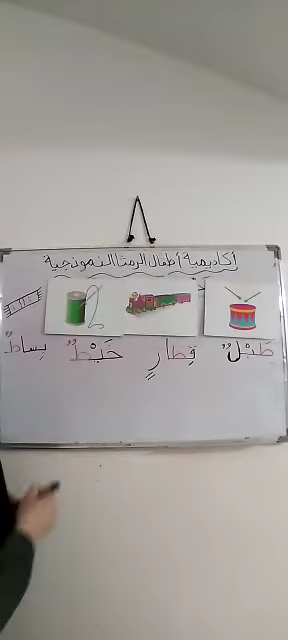 أكاديمية أطفال الرمثا النموذجية
طَبْلٌ قِطارٍ خَيْطٌ بِساطٌ